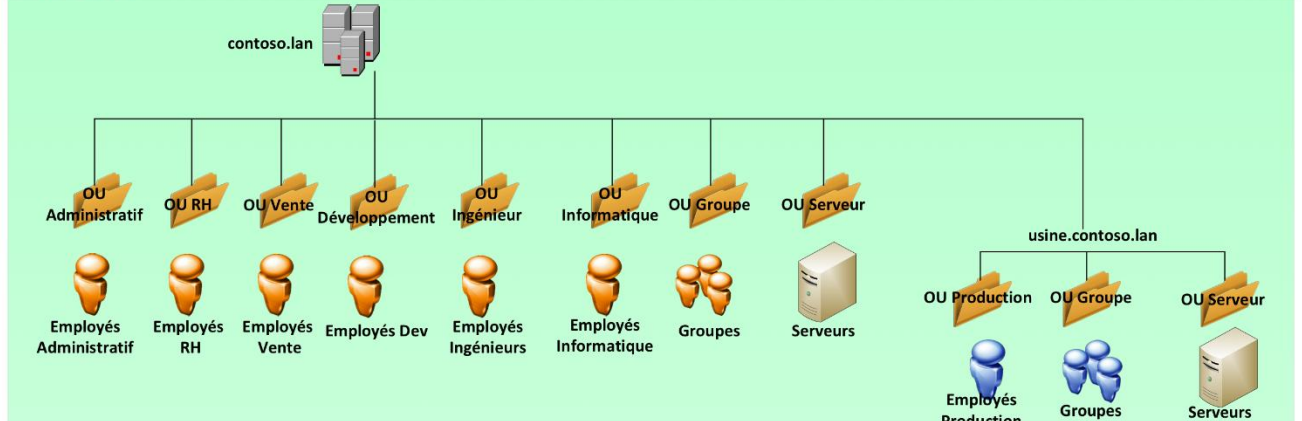 contoso.lan
OU
Administratif
OU RH
OU Vente
OU
Développement
OU
Ingénieur
OU
Informatique
OU Groupe
OU Serveur
usine.contoso.lan
OU Production
OU Groupe
OU Serveur
Employés
Administratif
Employés
RH
Employés
Vente
Employés Dev
Employés
Ingénieurs
Employés
Informatique
Groupes
Serveurs
Employés
Production
Groupes
Serveurs